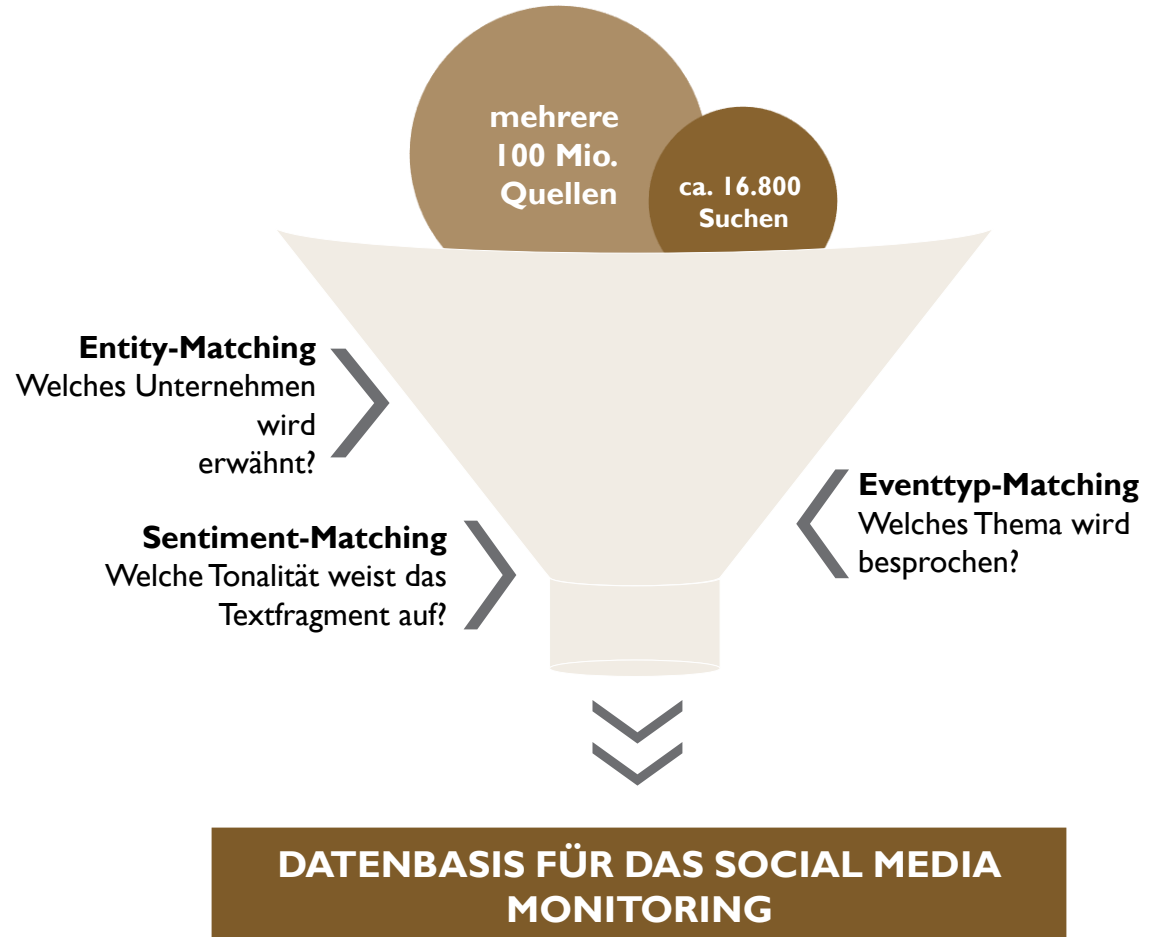 mehrere
100 Mio.
Quellen
ca. 16.800
Suchen
Entity-Matching
Welches Unternehmen
wird
erwähnt?
Sentiment-Matching
Welche Tonalität weist das
Textfragment auf?
Eventtyp-Matching
Welches Thema wird
besprochen?
DATENBASIS FÜR DAS SOCIAL MEDIA
MONITORING